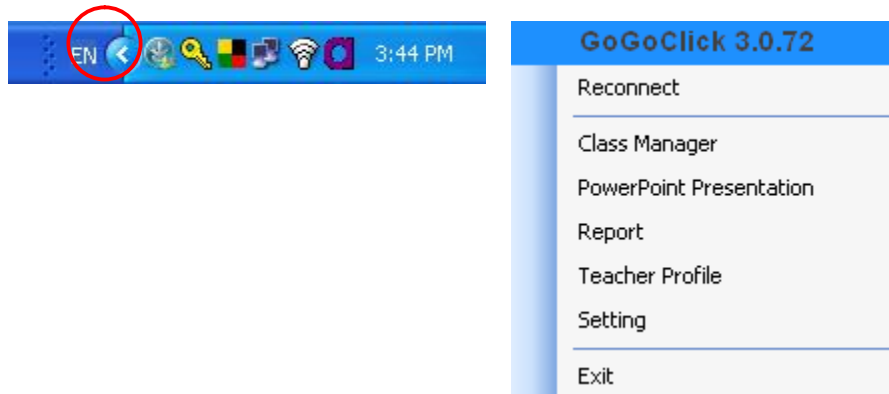 EN
3:44 PM
GoGoClick 3.0.72
Reconnect
Class Manager
PowerPoint Presentation
Report
Teacher Profile
Setting
Exit